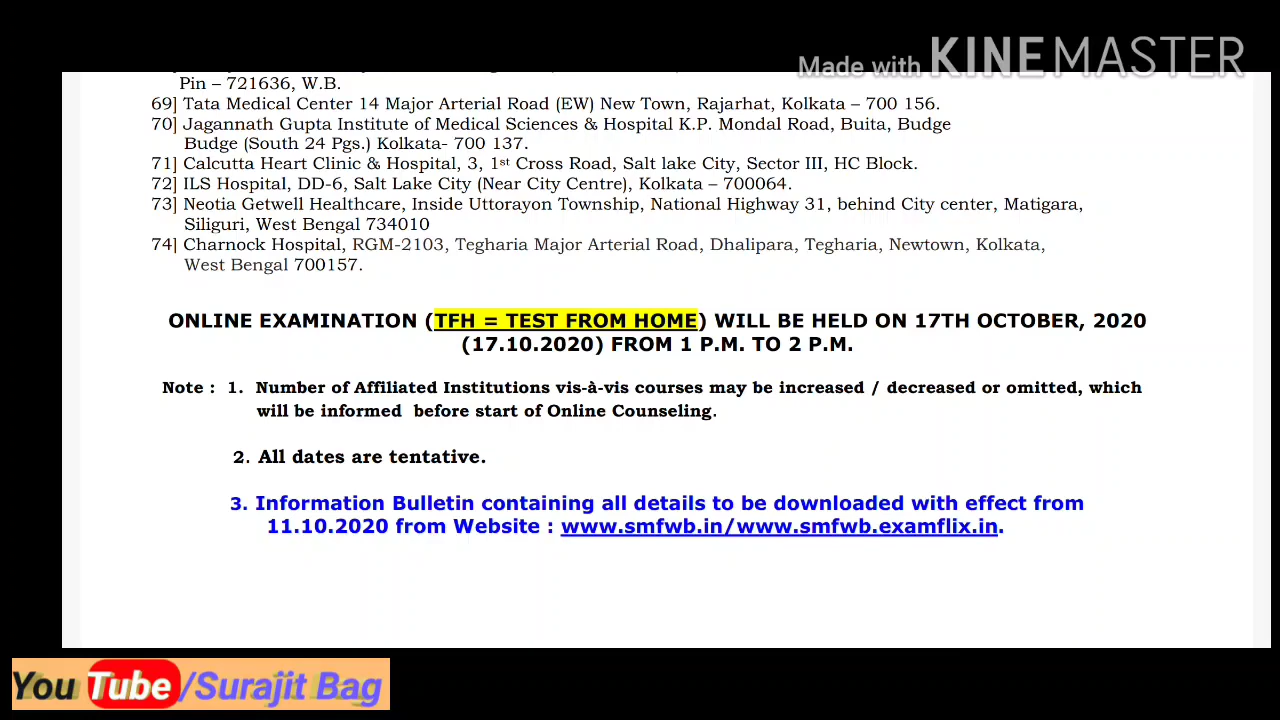 Made with KINEMASTER
Pin – 721636, W.B.
69] Tata Medical Center 14 Major Arterial Road (EW) New Town, Rajarhat, Kolkata – 700 156.
70] Jagannath Gupta Institute of Medical Sciences & Hospital K.P. Mondal Road, Buita, Budge
Budge (South 24 Pgs.) Kolkata- 700 137.
71] Calcutta Heart Clinic & Hospital, 3, 1st Cross Road, Salt lake City, Sector III, HC Block.
72] ILS Hospital, DD-6, Salt Lake City (Near City Centre), Kolkata – 700064.
73] Neotia Getwell Healthcare, Inside Uttorayon Township, National Highway 31, behind City center, Matigara,
Siliguri, West Bengal 734010
74] Charnock Hospital, RGM-2103, Tegharia Major Arterial Road, Dhalipara, Tegharia, Newtown, Kolkata,
West Bengal 700157.
ONLINE EXAMINATION (TFH = TEST FROM HOME) WILL BE HELD ON 17TH OCTOBER, 2020
(17.10.2020) FROM 1 P.M. TO 2 P.M.
Note : 1. Number of Affiliated Institutions vis-à-vis courses may be increased / decreased or omitted, which
will be informed before start of Online Counseling.
2. All dates are tentative.
3. Information Bulletin containing all details to be downloaded with effect from
11.10.2020 from Website : www.smfwb.in/www.smfwb.examflix.in.
You Tube/Surajit Bag